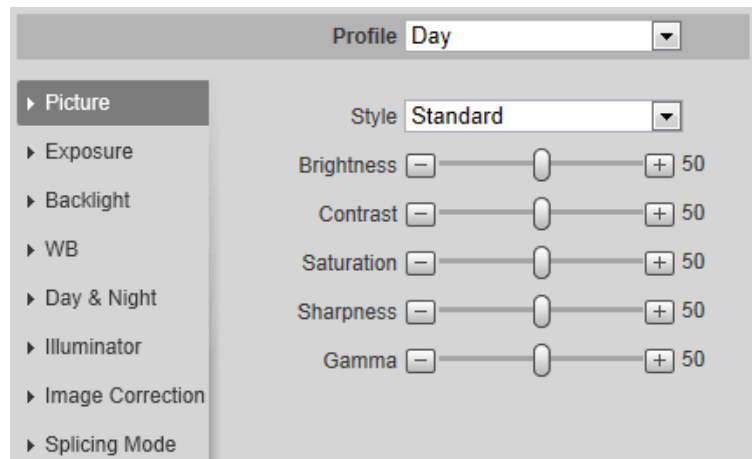 Profile Day
Picture
Style Standard
Exposure
Brightness 50
Backlight
Contrast 50
WB
Saturation 50
Day & Night
Sharpness 50
Illuminator
Gamma 50
Image Correction
Splicing Mode